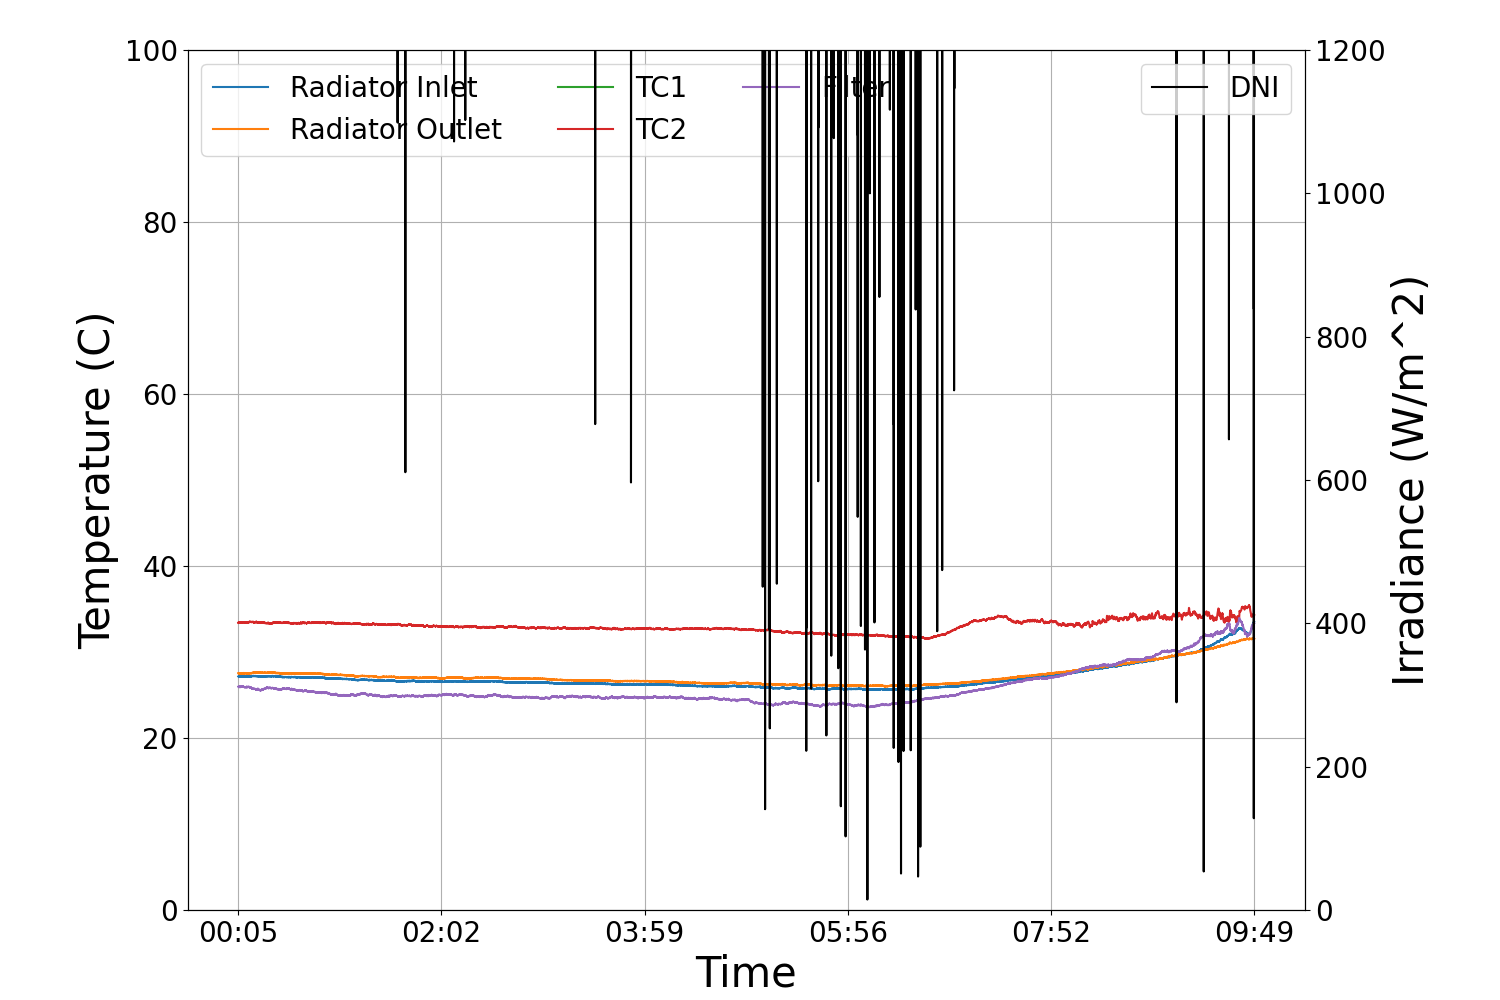 Temperature (C)
100
80
60
40
20
0
Radiator Inlet
Radiator Outlet
TC1
TC2
Filter
DNI
1200
1000
800
600
400
200
0
Irradiance (W/m^2)
00:05 02:02 03:59 05:56 07:52 09:49
Time